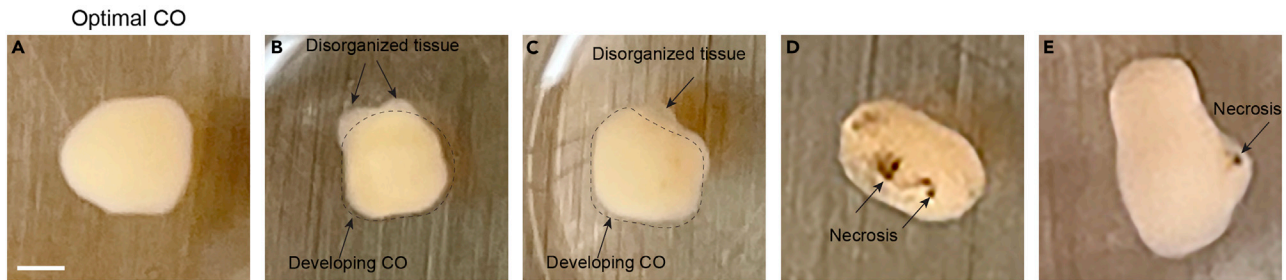 Optimal CO
A
B
Disorganized tissue
Developing CO
C
Disorganized tissue
Developing CO
D
Necrosis
E
Necrosis